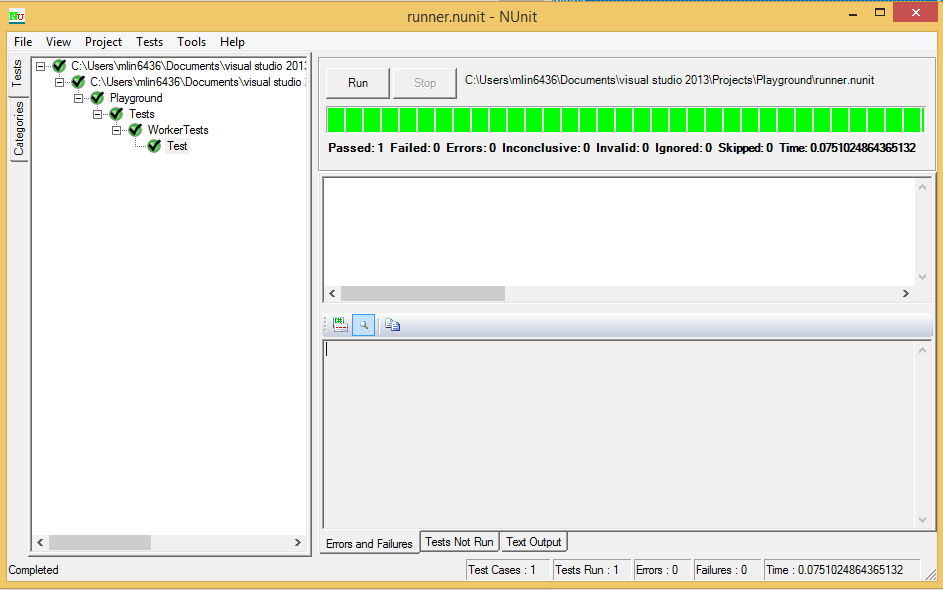 runner.nunit - NUnit
File View Project Tests Tools Help
Tests
Categories
C:\Users\mlin6436\Documents\visual studio 2013
C:\Users\mlin6436\Documents\visual studio
Playground
Tests
WorkerTests
Test
Run Stop C:\Users\mlin6436\Documents\visual studio 2013\Projects\Playground\runner.nunit
Passed: 1 Failed: 0 Errors: 0 Inconclusive: 0 Invalid: 0 Ignored: 0 Skipped: 0 Time: 0.0751024864365132
Errors and Failures Tests Not Run Text Output
Completed Test Cases : 1 Tests Run : 1 Errors : 0 Failures : 0 Time : 0.0751024864365132